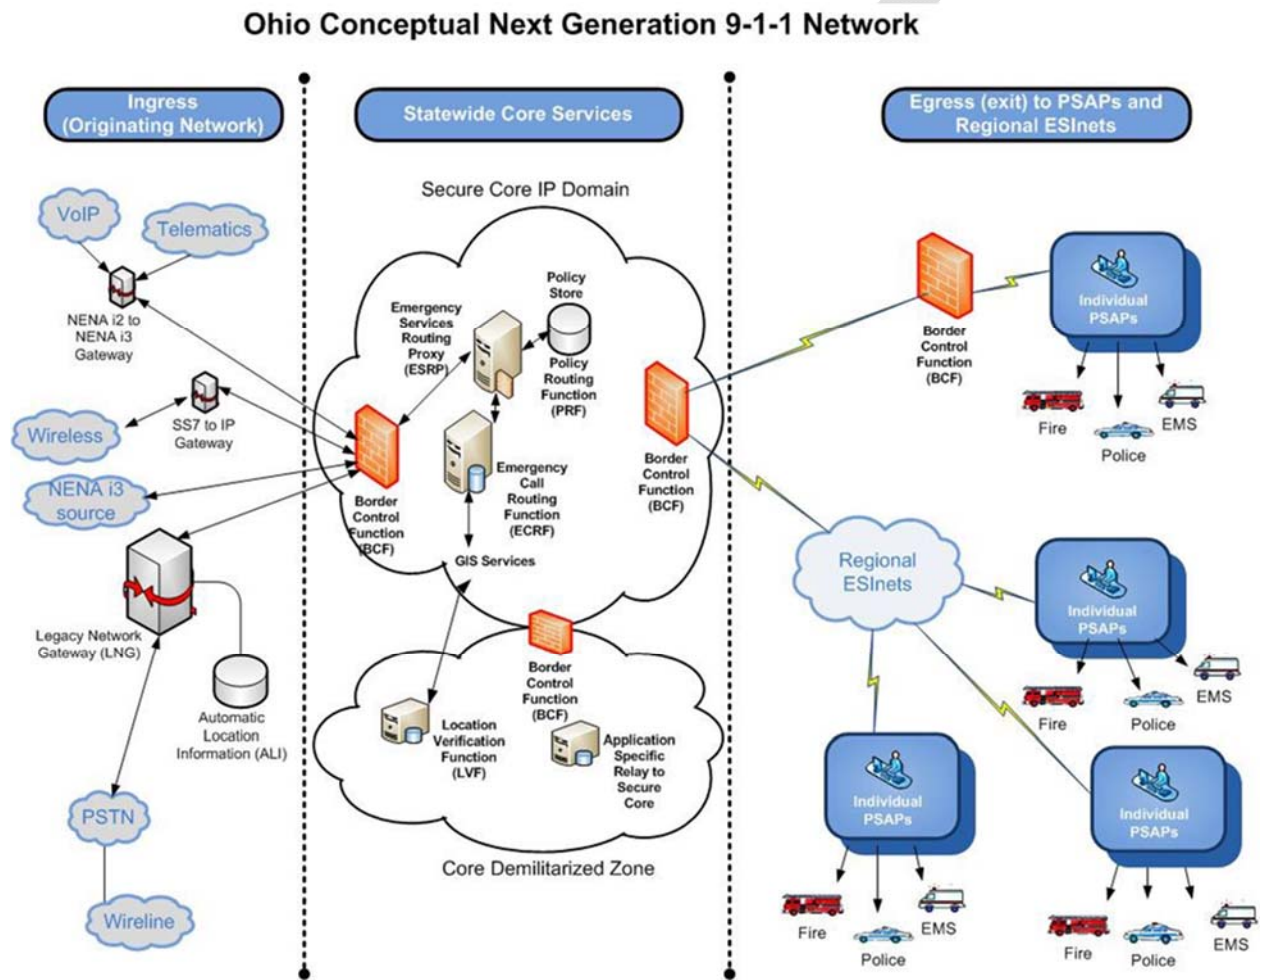 Ohio Conceptual Next Generation 9-1-1 Network
Ingress
(Originating Network)
Statewide Core Services
Egress (exit) to PSAPs and
Regional ESInets
VoIP
Telematics
NENA i2 to
NENA i3
Gateway
Wireless
SS7 to IP
Gateway
NENA i3
source
Legacy Network
Gateway (LNG)
Automatic
Location
Information (ALI)
PSTN
Wireline
Secure Core IP Domain
Emergency
Services
Routing
Proxy
(ESRP)
Policy
Store
Policy
Routing
Function
(PRF)
Border
Control
Function
(BCF)
Emergency
Call
Routing
Function
(ECRF)
GIS Services
Border
Control
Function
(BCF)
Border
Control
Function
(BCF)
Location
Verification
Function
(LVF)
Application
Specific
Relay to
Secure
Core
Core Demilitarized Zone
Border
Control
Function
(BCF)
Individual
PSAPs
Fire
Police
EMS
Regional
ESInets
Individual
PSAPs
Fire
Police
EMS
Individual
PSAPs
Fire
Police
EMS
Individual
PSAPs
Fire
Police
EMS